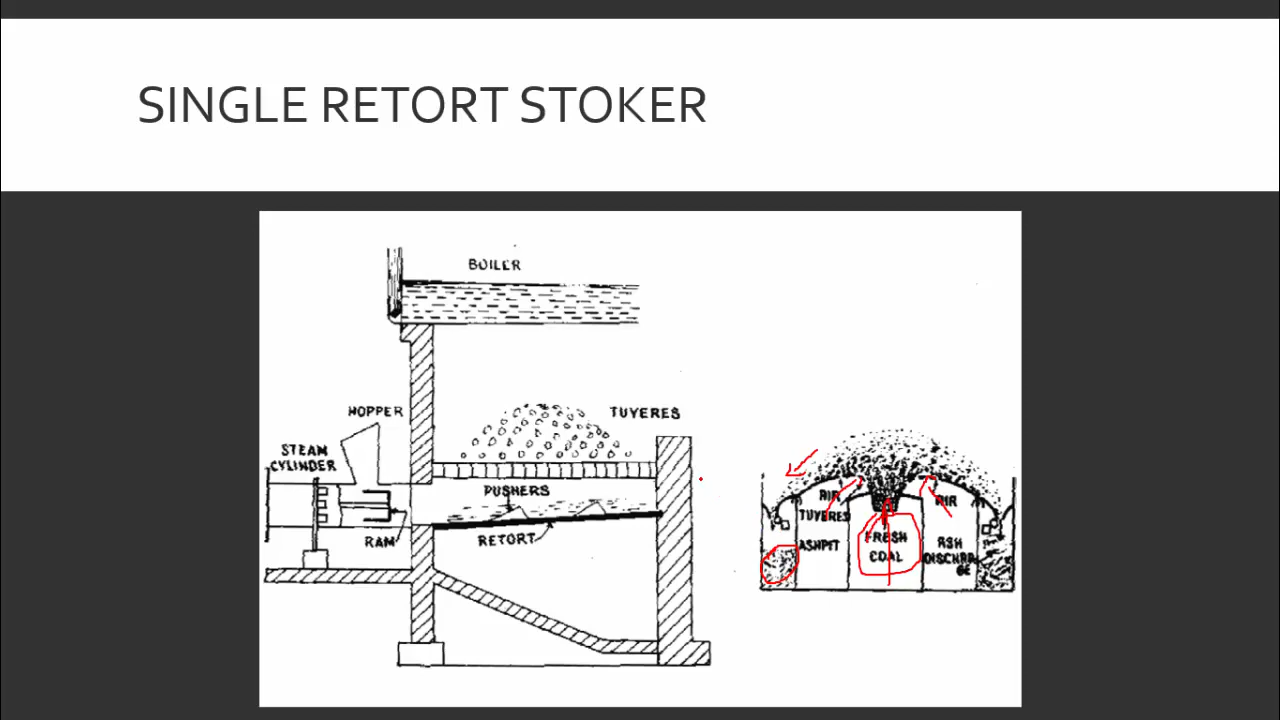 SINGLE RETORT STOKER
BOILER
HOPPER
TUYERES
STEAM
CYLINDER
PUSHERS
RAM
RETORT
AIR
AIR
TUYERES
ASHPIT
FRESH
COAL
ASH
DISCHAR
GE